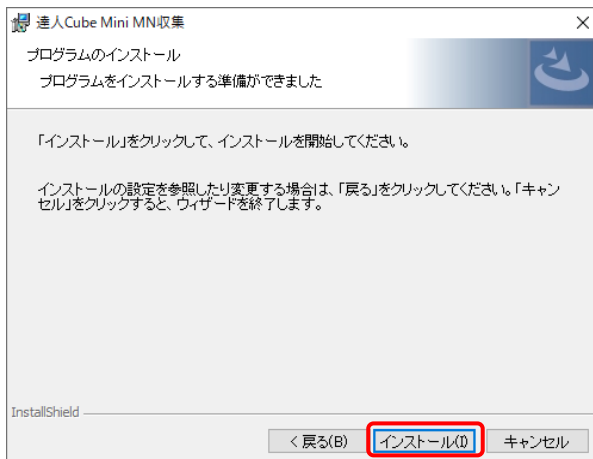 達人Cube Mini MN収集
プログラムのインストール
プログラムをインストールする準備ができました
「インストール」をクリックして、インストールを開始してください。
インストールの設定を参照したり変更する場合は、「戻る」をクリックしてください。「キャン
セル」をクリックすると、ウィザードを終了します。
InstallShield
< 戻る(B) インストール(I) キャンセル